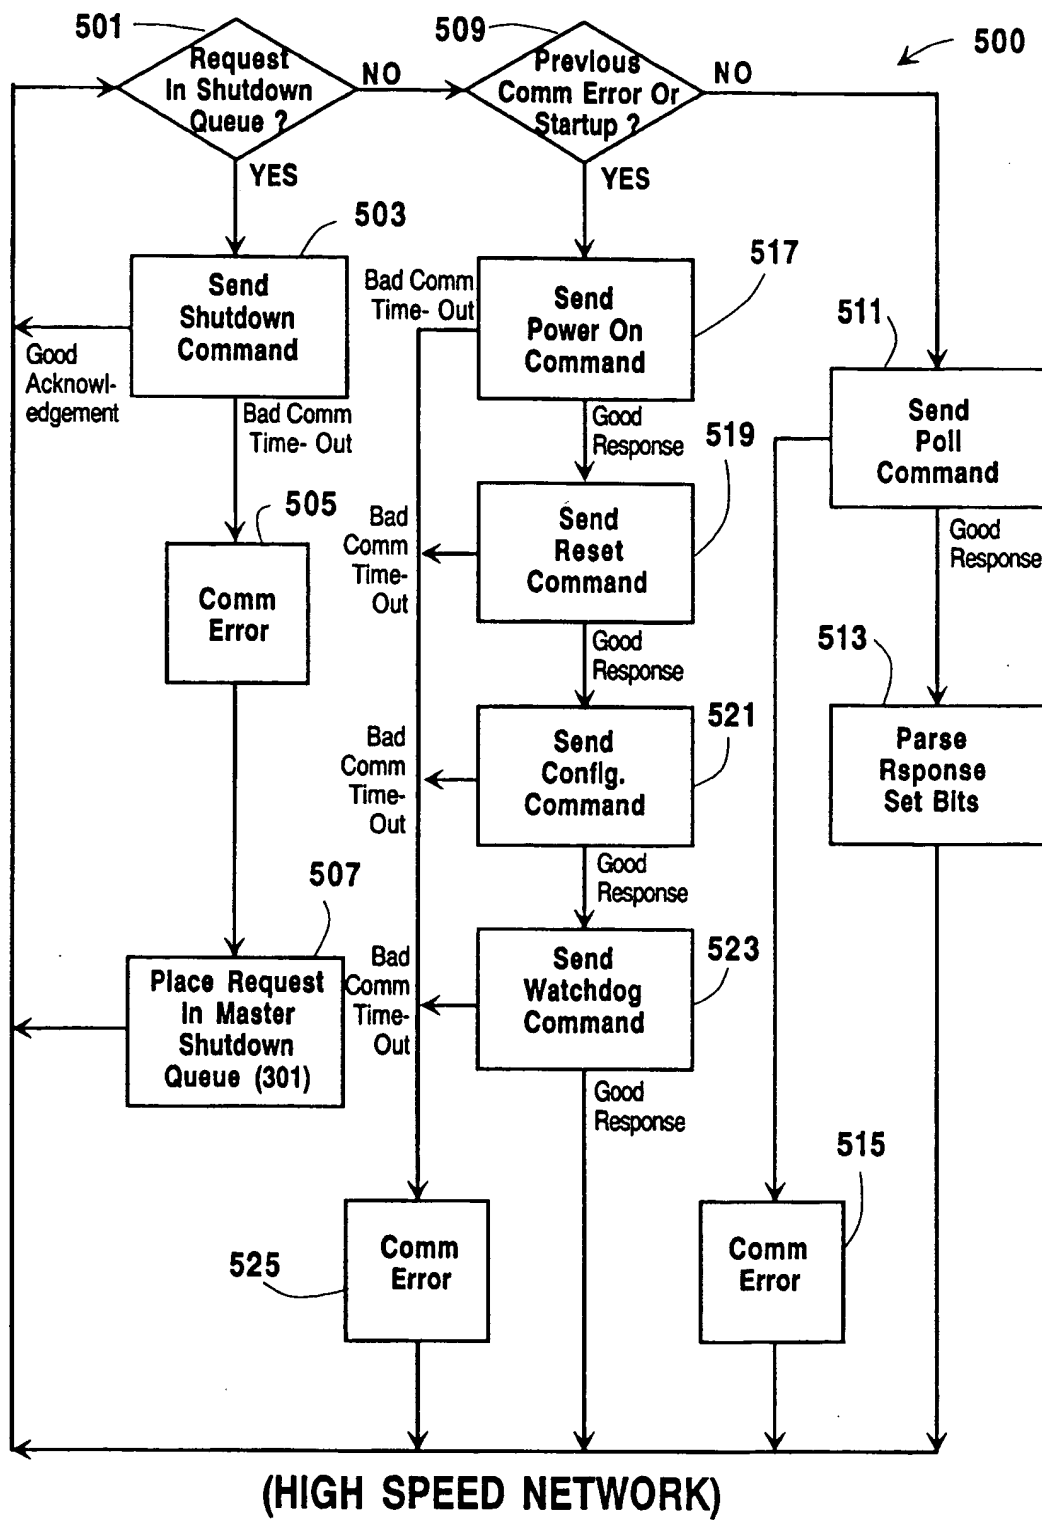 501
Request
In Shutdown
Queue ?
NO
YES
509
Previous
Comm Error Or
Startup ?
NO
YES
500
503
Send
Shutdown
Command
Good
Acknowl-
edgement
Bad Comm
Time- Out
505
Comm
Error
507
Place Request
In Master
Shutdown
Queue (301)
Bad Comm
Time- Out
517
Send
Power On
Command
Good
Response
519
Send
Reset
Command
Bad
Comm
Time-
Out
Good
Response
521
Send
Config.
Command
Bad
Comm
Time-
Out
Good
Response
523
Send
Watchdog
Command
Bad
Comm
Time-
Out
Good
Response
525
Comm
Error
511
Send
Poll
Command
Good
Response
513
Parse
Rsponse
Set Bits
515
Comm
Error
(HIGH SPEED NETWORK)